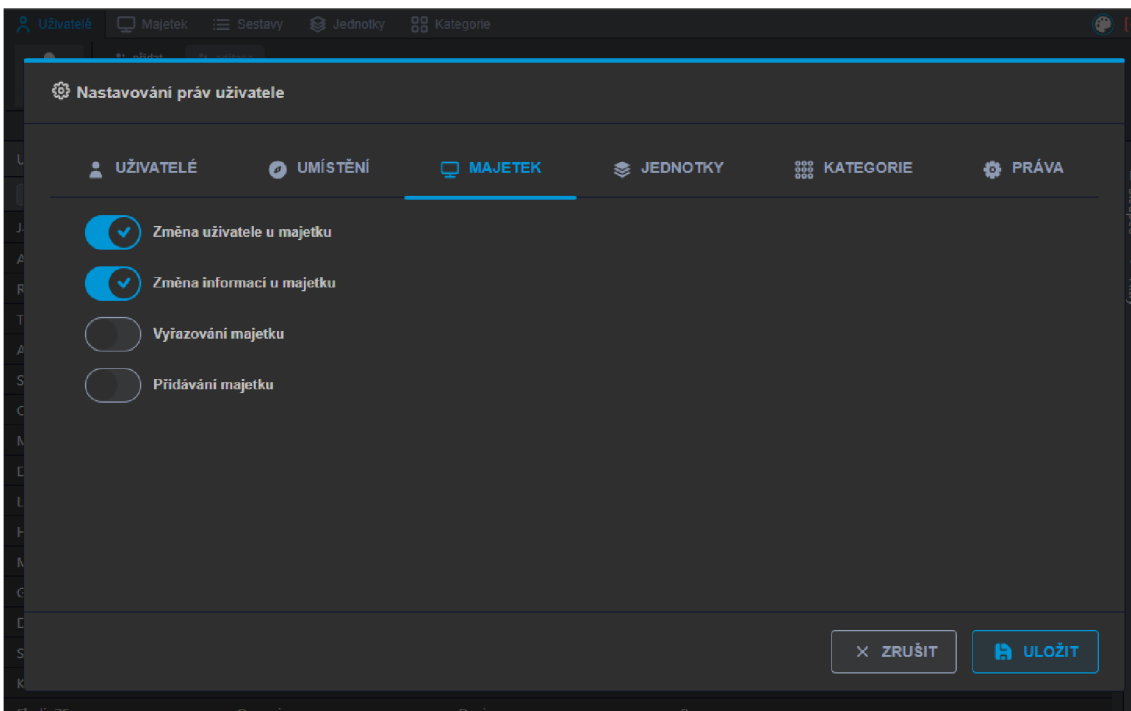 Uživatelé Majetek Sestavy Jednotky Kategorie
přidat
Nastavování práv uživatele
UŽIVATELÉ UMÍSTĚNÍ MAJETEK JEDNOTKY KATEGORIE PRÁVA
Změna uživatele u majetku
Změna informací u majetku
Vyřazování majetku
Přidávání majetku
ZRUŠIT ULOŽIT